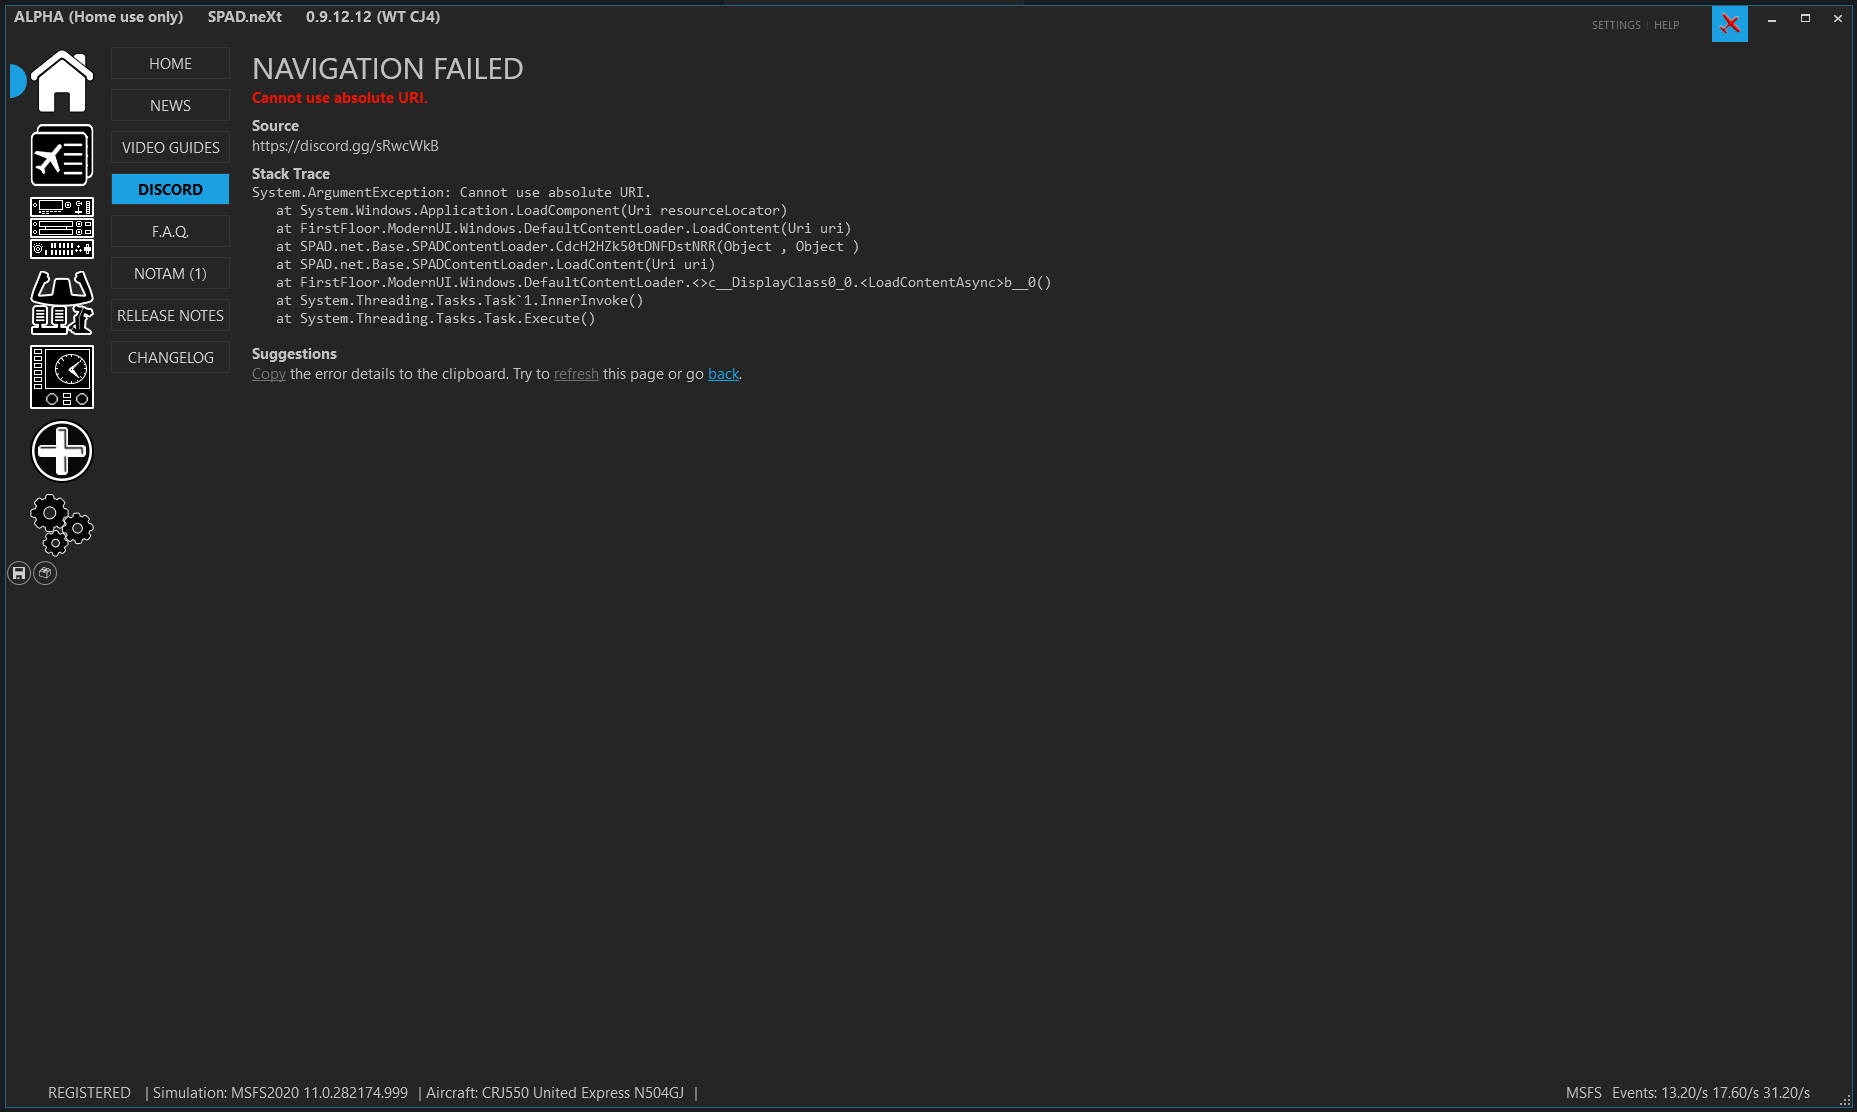 ALPHA (Home use only) SPAD.neXt 0.9.12.12 (WT CJ4)
SETTINGS | HELP
HOME
NEWS
VIDEO GUIDES
DISCORD
F.A.Q.
NOTAM (1)
RELEASE NOTES
CHANGELOG
NAVIGATION FAILED
Cannot use absolute URI.
Source
https://discord.gg/sRwcWkB
Stack Trace
System.ArgumentException: Cannot use absolute URI.
at System.Windows.Application.LoadComponent(Uri resourceLocator)
at FirstFloor.ModernUI.Windows.DefaultContentLoader.LoadContent(Uri uri)
at SPAD.net.Base.SPADContentLoader.CdcH2HZk50tDNFDstNRR(Object , Object )
at SPAD.net.Base.SPADContentLoader.LoadContent(Uri uri)
at FirstFloor.ModernUI.Windows.DefaultContentLoader.<>c__DisplayClass0_0.<LoadContentAsync>b__0()
at System.Threading.Tasks.Task`1.InnerInvoke()
at System.Threading.Tasks.Task.Execute()
Suggestions
Copy the error details to the clipboard. Try to refresh this page or go back.
REGISTERED | Simulation: MSFS2020 11.0.282174.999 | Aircraft: CRJ550 United Express N504GJ |
MSFS Events: 13.20/s 17.60/s 31.20/s